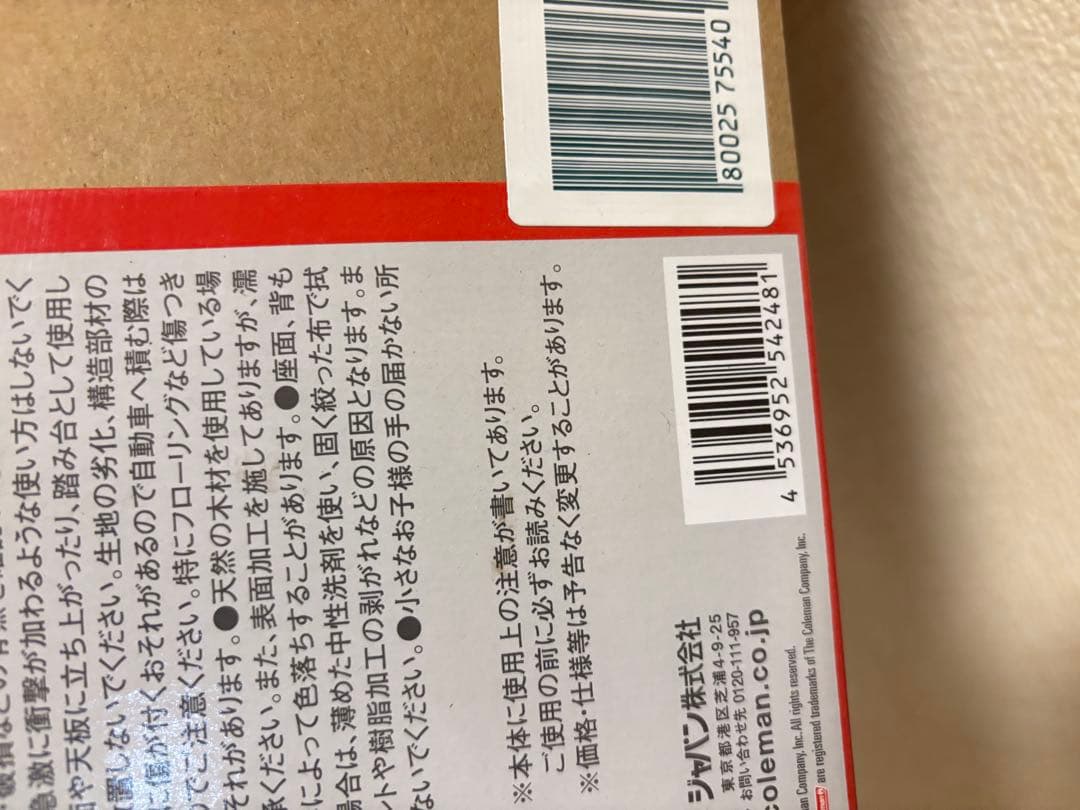 80025 75540
急激に衝撃が加わるような使い方はしないでく
や天板に立ち上がったり、踏み台として使用し
置しないでください。生地の劣化、構造部材の
傷が付くおそれがあるので自動車へ積む際は
でご注意ください。特にフローリングなど傷つき
それがあります。●天然の木材を使用している場
承ください。また、表面加工を施してありますが、濡
によって色落ちすることがあります。●座面、背も
場合は、薄めた中性洗剤を使い、固く絞った布で拭
ントや樹脂加工の剥がれなどの原因となります。ま
ないでください。●小さなお子様の手の届かない所
※本体に使用上の注意が書いてあります。
ご使用の前に必ずお読みください。
※価格・仕様等は予告なく変更することがあります。
4 536952 542481
ジャパン株式会社
東京都港区芝浦4-9-25
お問い合わせ先 0120-111-957
coleman.co.jp
man Company, Inc. All rights reserved.
are registered trademarks of The Coleman Company, Inc.